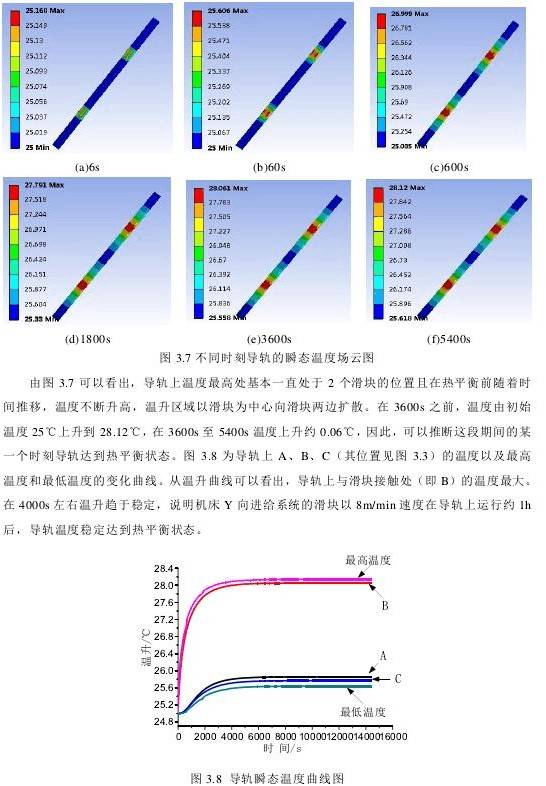 25.168 Max
25.149
25.13
25.112
25.093
25.074
25.056
25.037
25.019
25 Min
(a)6s
25.606 Max
25.538
25.471
25.404
25.337
25.269
25.202
25.135
25.067
25 Min
(b)60s
26.999 Max
26.781
26.562
26.344
26.126
25.908
25.69
25.472
25.254
25.035 Min
(c)600s
27.791 Max
27.518
27.244
26.971
26.698
26.424
26.151
25.877
25.604
25.33 Min
(d)1800s
28.061 Max
27.783
27.505
27.227
26.948
26.67
26.392
26.114
25.836
25.558 Min
(e)3600s
28.12 Max
27.842
27.564
27.286
27.008
26.73
26.452
26.174
25.896
25.618 Min
(f)5400s
图 3.7 不同时刻导轨的瞬态温度场云图
由图 3.7 可以看出，导轨上温度最高处基本一直处于 2 个滑块的位置且在热平衡前随着时
间推移，温度不断升高，温升区域以滑块为中心向滑块两边扩散。在 3600s 之前，温度由初始
温度 25℃上升到 28.12℃，在 3600s 至 5400s 温度上升约 0.06℃，因此，可以推断这段期间的某
一个时刻导轨达到热平衡状态。图 3.8 为导轨上 A、B、C（其位置见图 3.3）的温度以及最高
温度和最低温度的变化曲线。从温升曲线可以看出，导轨上与滑块接触处（即 B）的温度最大。
在 4000s 左右温升趋于稳定，说明机床 Y 向进给系统的滑块以 8m/min 速度在导轨上运行约 1h
后，导轨温度稳定达到热平衡状态。
28.4
28.0
27.6
27.2
26.8
26.4
26.0
25.6
25.2
24.8
温升/℃
最高温度
B
A
C
最低温度
0 2000 4000 6000 8000 10000 12000 14000 16000
时 间/s
图 3.8 导轨瞬态温度曲线图